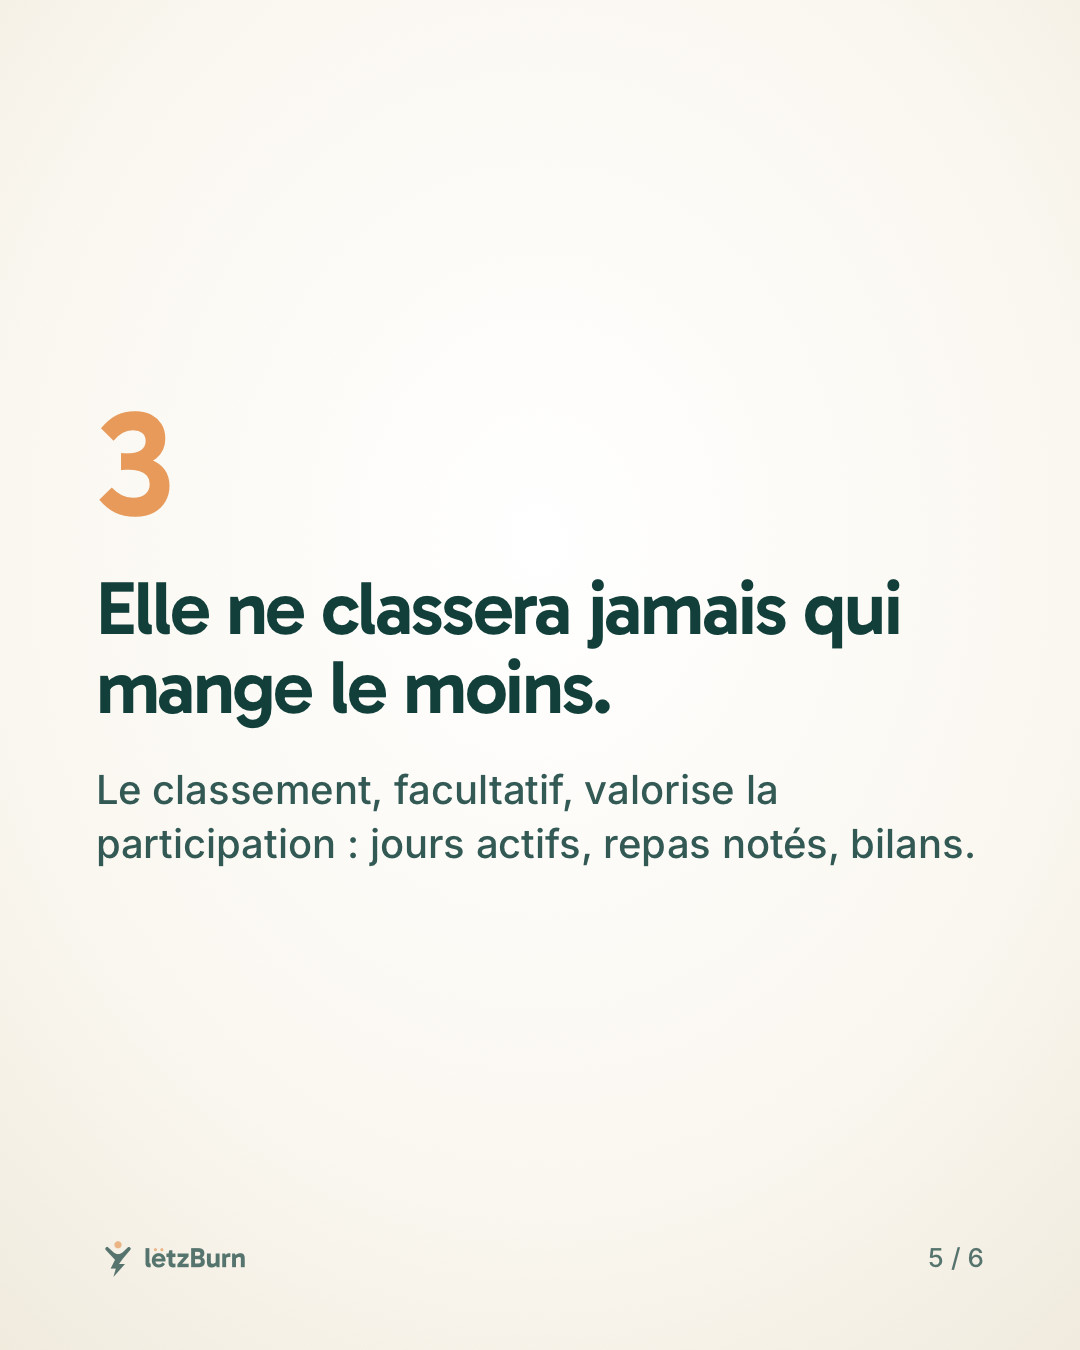 3
Elle ne classera jamais qui
mange le moins.
Le classement, facultatif, valorise la
participation : jours actifs, repas notés, bilans.
lëtzBurn
5 / 6